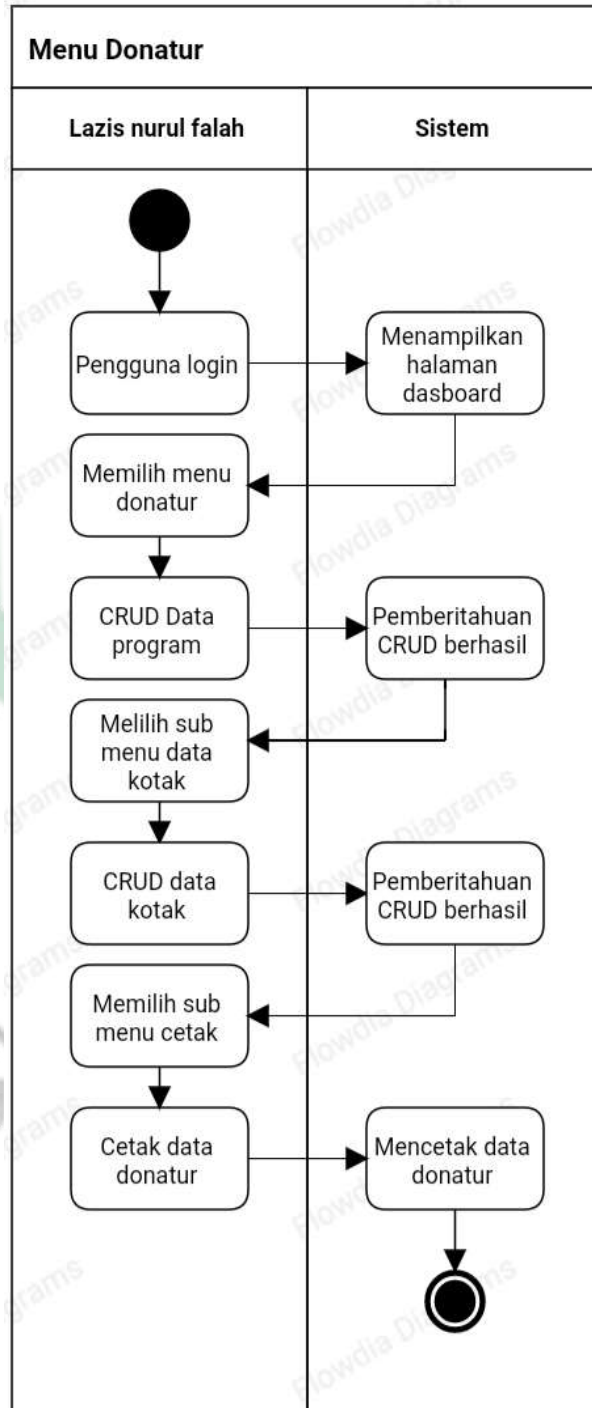 Menu Donatur
Lazis nurul falah
Sistem
Pengguna login
Menampilkan
halaman
dasboard
Memilih menu
donatur
CRUD Data
program
Pemberitahuan
CRUD berhasil
Melilih sub
menu data
kotak
CRUD data
kotak
Pemberitahuan
CRUD berhasil
Memilih sub
menu cetak
Cetak data
donatur
Mencetak data
donatur
Flowdia Diagrams